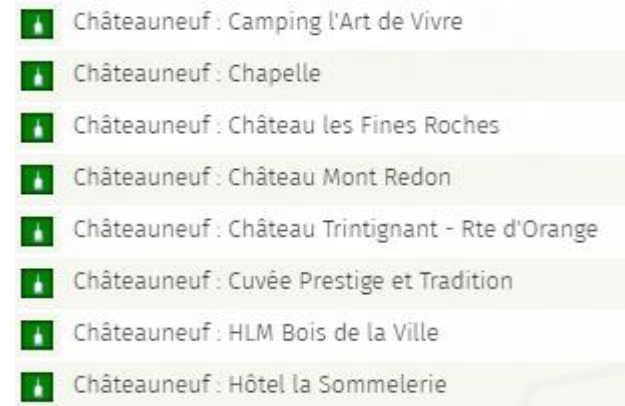 Châteauneuf : Camping l'Art de Vivre
Châteauneuf : Chapelle
Châteauneuf : Château les Fines Roches
Châteauneuf : Château Mont Redon
Châteauneuf : Château Trintignant - Rte d'Orange
Châteauneuf : Cuvée Prestige et Tradition
Châteauneuf : HLM Bois de la Ville
Châteauneuf : Hôtel la Sommelerie